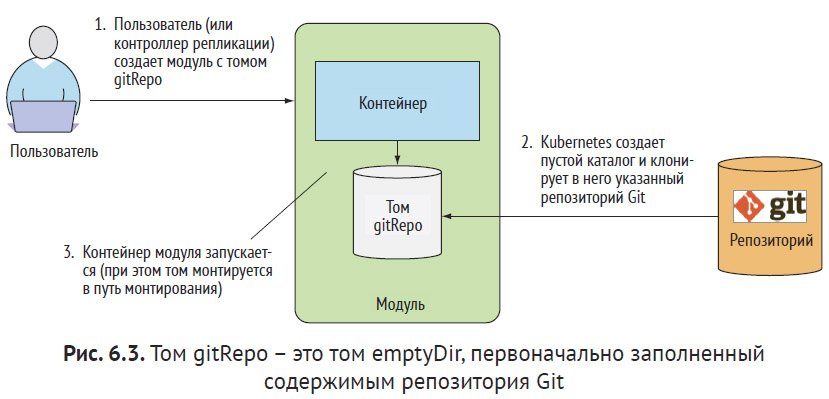 1. Пользователь (или
контроллер репликации)
создает модуль с томом
gitRepo
Пользователь
Контейнер
Том
gitRepo
Модуль
2. Kubernetes создает
пустой каталог и клони-
рует в него указанный
репозиторий Git
git
Репозиторий
3. Контейнер модуля запускает-
ся (при этом том монтируется
в путь монтирования)
Рис. 6.3. Том gitRepo – это том emptyDir, первоначально заполненный
содержимым репозитория Git